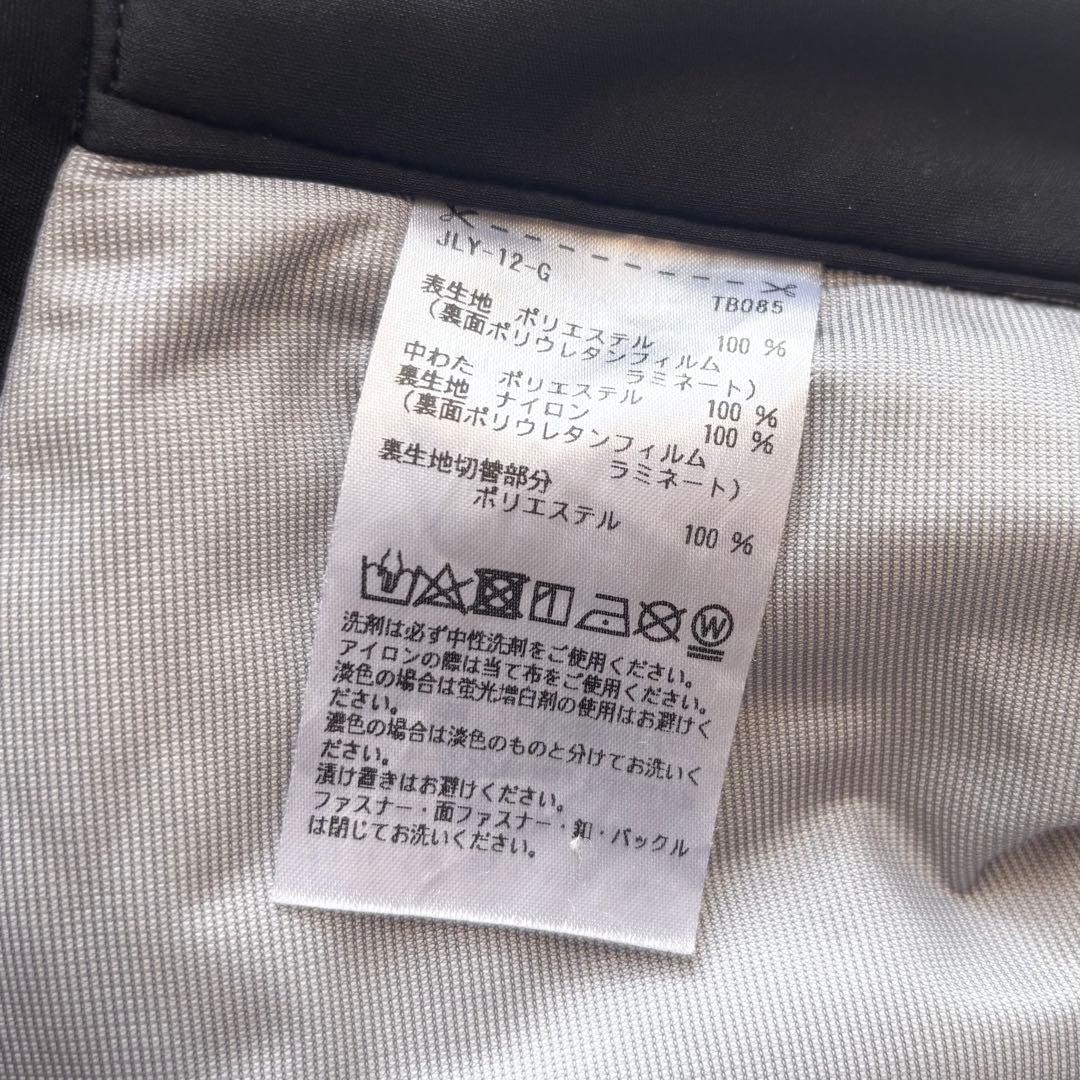 JLY-12-G
TB085
表生地 ポリエステル 100 %
(裏面ポリウレタンフィルム
ラミネート)
中わた ポリエステル 100 %
裏生地 ナイロン 100 %
(裏面ポリウレタンフィルム
ラミネート)
裏生地切替部分
ポリエステル 100 %
W
洗剤は必ず中性洗剤をご使用ください。
アイロンの際は当て布をご使用ください。
淡色の場合は蛍光増白剤の使用はお避けく
ださい。
濃色の場合は淡色のものと分けてお洗いく
ださい。
漬け置きはお避けください。
ファスナー・面ファスナー・釦・バックル
は閉じてお洗いください。